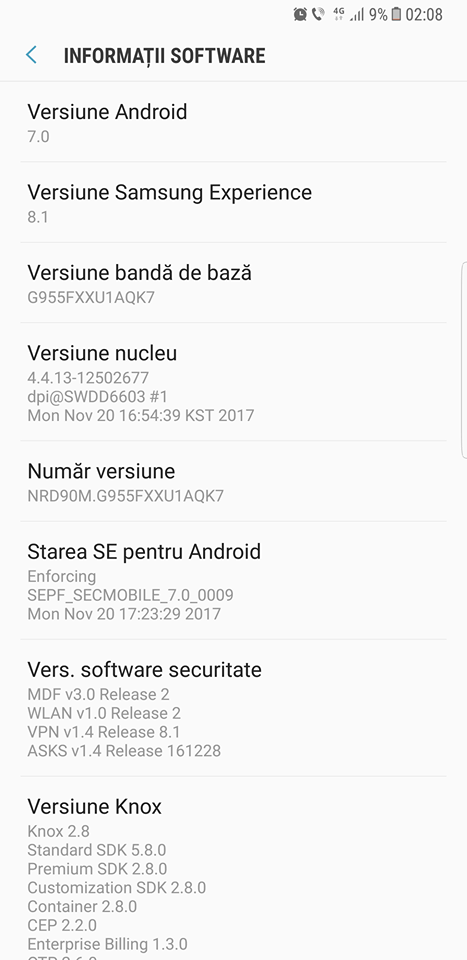 4G 9% 02:08
INFORMAȚII SOFTWARE
Versiune Android
7.0
Versiune Samsung Experience
8.1
Versiune bandă de bază
G955FXXU1AQK7
Versiune nucleu
4.4.13-12502677
dpi@SWDD6603 #1
Mon Nov 20 16:54:39 KST 2017
Număr versiune
NRD90M.G955FXXU1AQK7
Starea SE pentru Android
Enforcing
SEPF_SECMOBILE_7.0_0009
Mon Nov 20 17:23:29 2017
Vers. software securitate
MDF v3.0 Release 2
WLAN v1.0 Release 2
VPN v1.4 Release 8.1
ASKS v1.4 Release 161228
Versiune Knox
Knox 2.8
Standard SDK 5.8.0
Premium SDK 2.8.0
Customization SDK 2.8.0
Container 2.8.0
CEP 2.2.0
Enterprise Billing 1.3.0